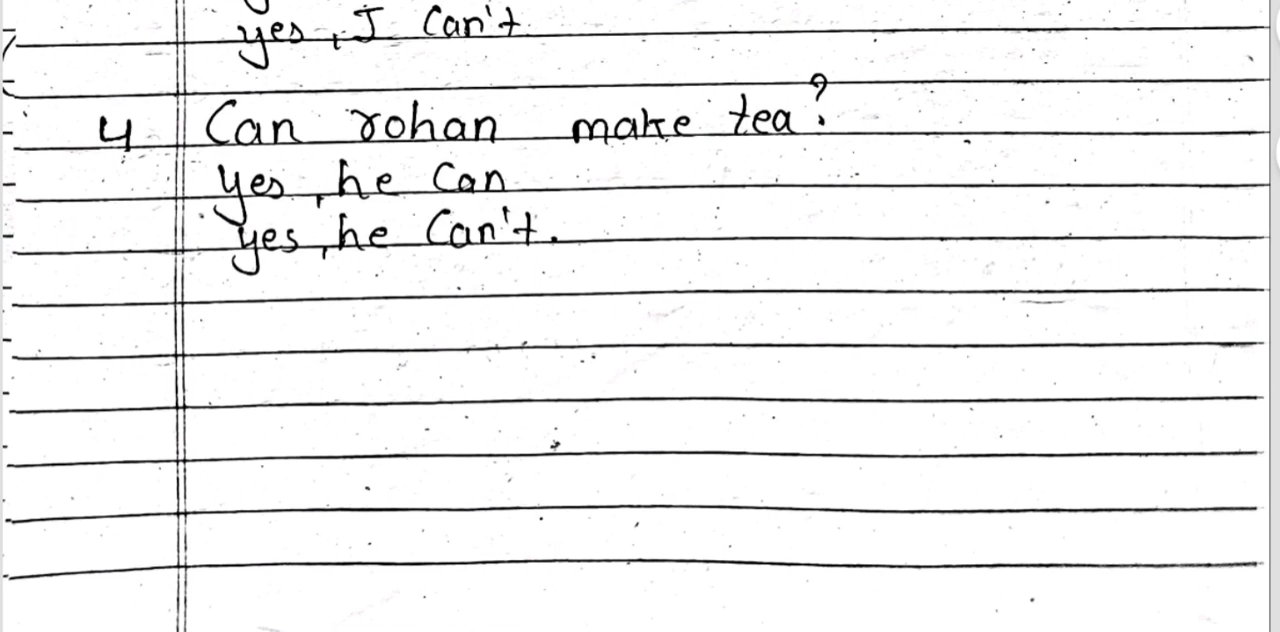 yes, I can't
4 Can rohan make tea?
yes, he can
yes, he can't.